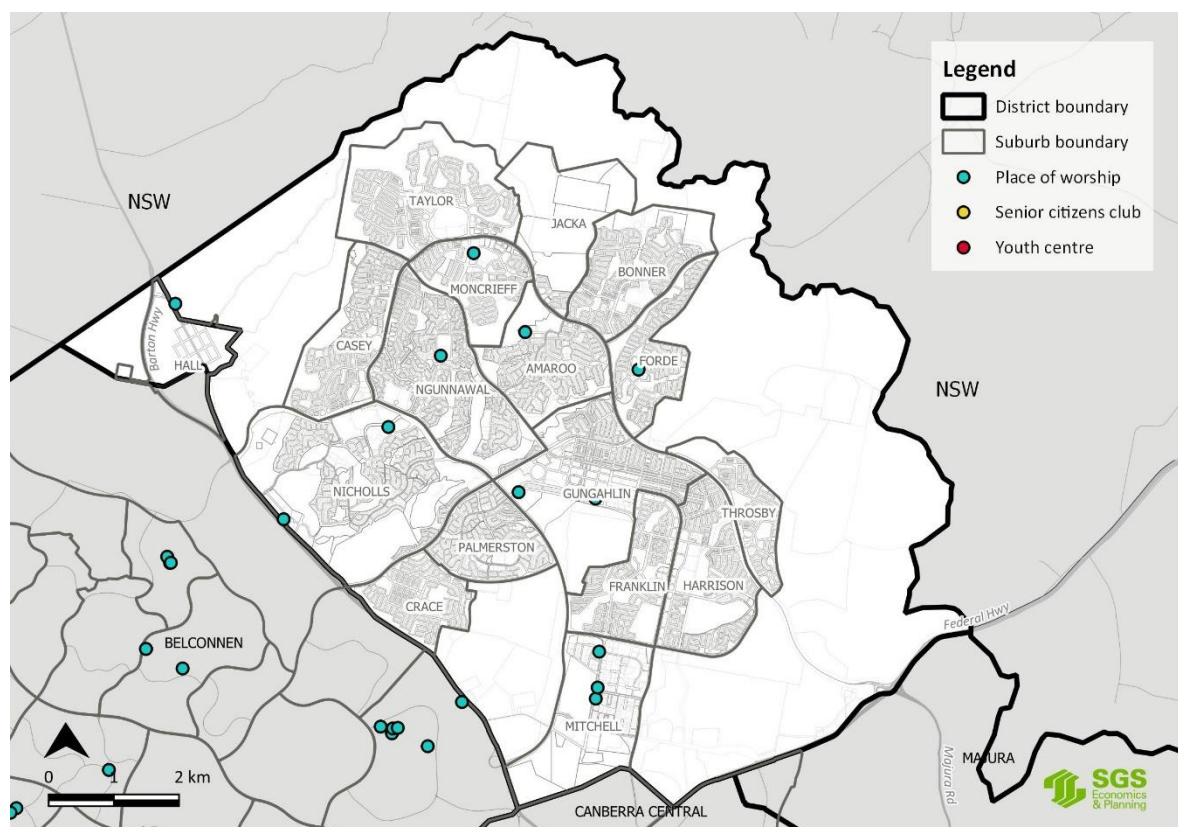 Legend
District boundary
Suburb boundary
Place of worship
Senior citizens club
Youth centre
NSW
TAYLOR
JACKA
BONNER
MONCRIEFF
Barton Hwy
HALL
CASEY
AMAROO
FORDE
NGUNNAWAL
NSW
NICHOLLS
GUNGAHLIN
THROSBY
PALMERSTON
FRANKLIN
HARRISON
CRACE
Federal Hwy
BELCONNEN
MITCHELL
MAJURA
Majura Rd
0 1 2 km
CANBERRA CENTRAL
SGS
Economics
& Planning